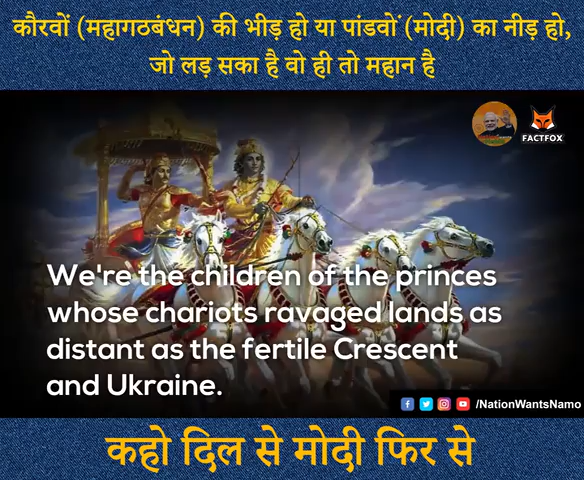 कौरवों (महागठबंधन) की भीड़ हो या पांडवों (मोदी) का नीड़ हो,
जो लड़ सका है वो ही तो महान है
FACTFOX
We're the children of the princes
whose chariots ravaged lands as
distant as the fertile Crescent
and Ukraine.
/NationWantsNamo
कहो दिल से मोदी फिर से